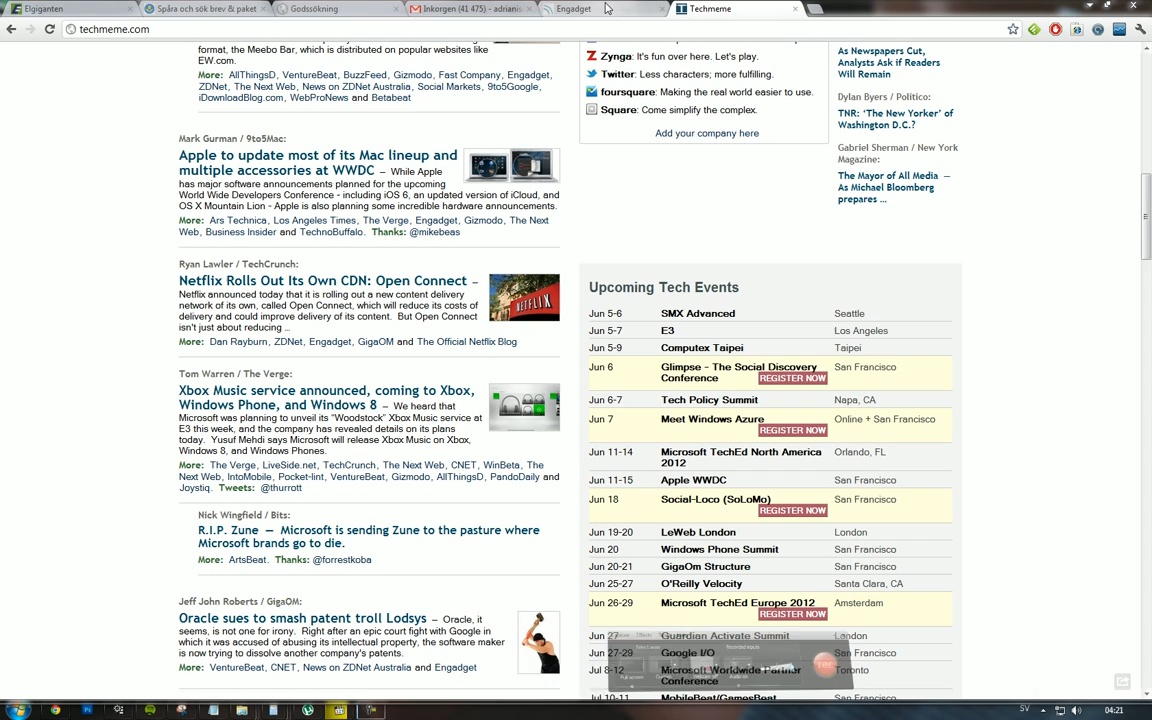 Elgiganten
Spåra och sök brev & paket
Godssökning
Inkorgen (41 475) - adrianis
Engadget
Techmeme
techmeme.com
format, the Meebo Bar, which is distributed on popular websites like
EW.com.
More: AllThingsD, VentureBeat, BuzzFeed, Gizmodo, Fast Company, Engadget,
ZDNet, The Next Web, News on ZDNet Australia, Social Markets, 9to5Google,
iDownloadBlog.com, WebProNews and Betabeat
Mark Gurman / 9to5Mac:
Apple to update most of its Mac lineup and
multiple accessories at WWDC – While Apple
has major software announcements planned for the upcoming
World Wide Developers Conference - including iOS 6, an updated version of iCloud, and
OS X Mountain Lion - Apple is also planning some incredible hardware announcements.
More: Ars Technica, Los Angeles Times, The Verge, Engadget, Gizmodo, The Next
Web, Business Insider and TechnoBuffalo. Thanks: @mikebeas
Ryan Lawler / TechCrunch:
Netflix Rolls Out Its Own CDN: Open Connect –
Netflix announced today that it is rolling out a new content delivery
network of its own, called Open Connect, which will reduce its costs of
delivery and could improve delivery of its content. But Open Connect
isn't just about reducing ...
NETFLIX
More: Dan Rayburn, ZDNet, Engadget, GigaOM and The Official Netflix Blog
Tom Warren / The Verge:
Xbox Music service announced, coming to Xbox,
Windows Phone, and Windows 8 – We heard that
Microsoft was planning to unveil its "Woodstock" Xbox Music service at
E3 this week, and the company has revealed details on its plans
today. Yusuf Mehdi says Microsoft will release Xbox Music on Xbox,
Windows 8, and Windows Phones.
More: The Verge, LiveSide.net, TechCrunch, The Next Web, CNET, WinBeta, The
Next Web, IntoMobile, Pocket-lint, VentureBeat, Gizmodo, AllThingsD, PandoDaily and
Joystiq. Tweets: @thurrott
Nick Wingfield / Bits:
R.I.P. Zune — Microsoft is sending Zune to the pasture where
Microsoft brands go to die.
More: ArsBeat. Thanks: @forrestkoba
Jeff John Roberts / GigaOM:
Oracle sues to smash patent troll Lodsys – Oracle, it
seems, is not one for irony. Right after an epic court fight with Google in
which it was accused of abusing its intellectual property, the software maker
is now trying to dissolve another company's patents.
More: VentureBeat, CNET, News on ZDNet Australia and Engadget
Zynga: It's fun over here. Let's play.
Twitter: Less characters; more fulfilling.
foursquare: Making the real world easier to use.
Square: Come simplify the complex.
Add your company here
Upcoming Tech Events
Jun 5-6 SMX Advanced Seattle
Jun 5-7 E3 Los Angeles
Jun 5-9 Computex Taipei Taipei
Jun 6 Glimpse - The Social Discovery San Francisco
Conference REGISTER NOW
Jun 6-7 Tech Policy Summit Napa, CA
Jun 7 Meet Windows Azure Online + San Francisco
REGISTER NOW
Jun 11-14 Microsoft TechEd North America Orlando, FL
2012
Jun 11-15 Apple WWDC San Francisco
Jun 18 Social-Loco (SoLoMo) San Francisco
REGISTER NOW
Jun 19-20 LeWeb London London
Jun 20 Windows Phone Summit San Francisco
Jun 20-21 GigaOm Structure San Francisco
Jun 25-27 O'Reilly Velocity Santa Clara, CA
Jun 26-29 Microsoft TechEd Europe 2012 Amsterdam
REGISTER NOW
Jun 27 Guardian Activate Summit London
Jun 27-29 Google I/O San Francisco
Jul 8-12 Microsoft Worldwide Partner Toronto
Conference
Jul 10-11 MobileBeat/GamesBeat
As Newspapers Cut,
Analysts Ask if Readers
Will Remain
Dylan Byers / Politico:
TNR: 'The New Yorker' of
Washington D.C.?
Gabriel Sherman / New York
Magazine:
The Mayor of All Media —
As Michael Bloomberg
prepares ...
SV
04:21